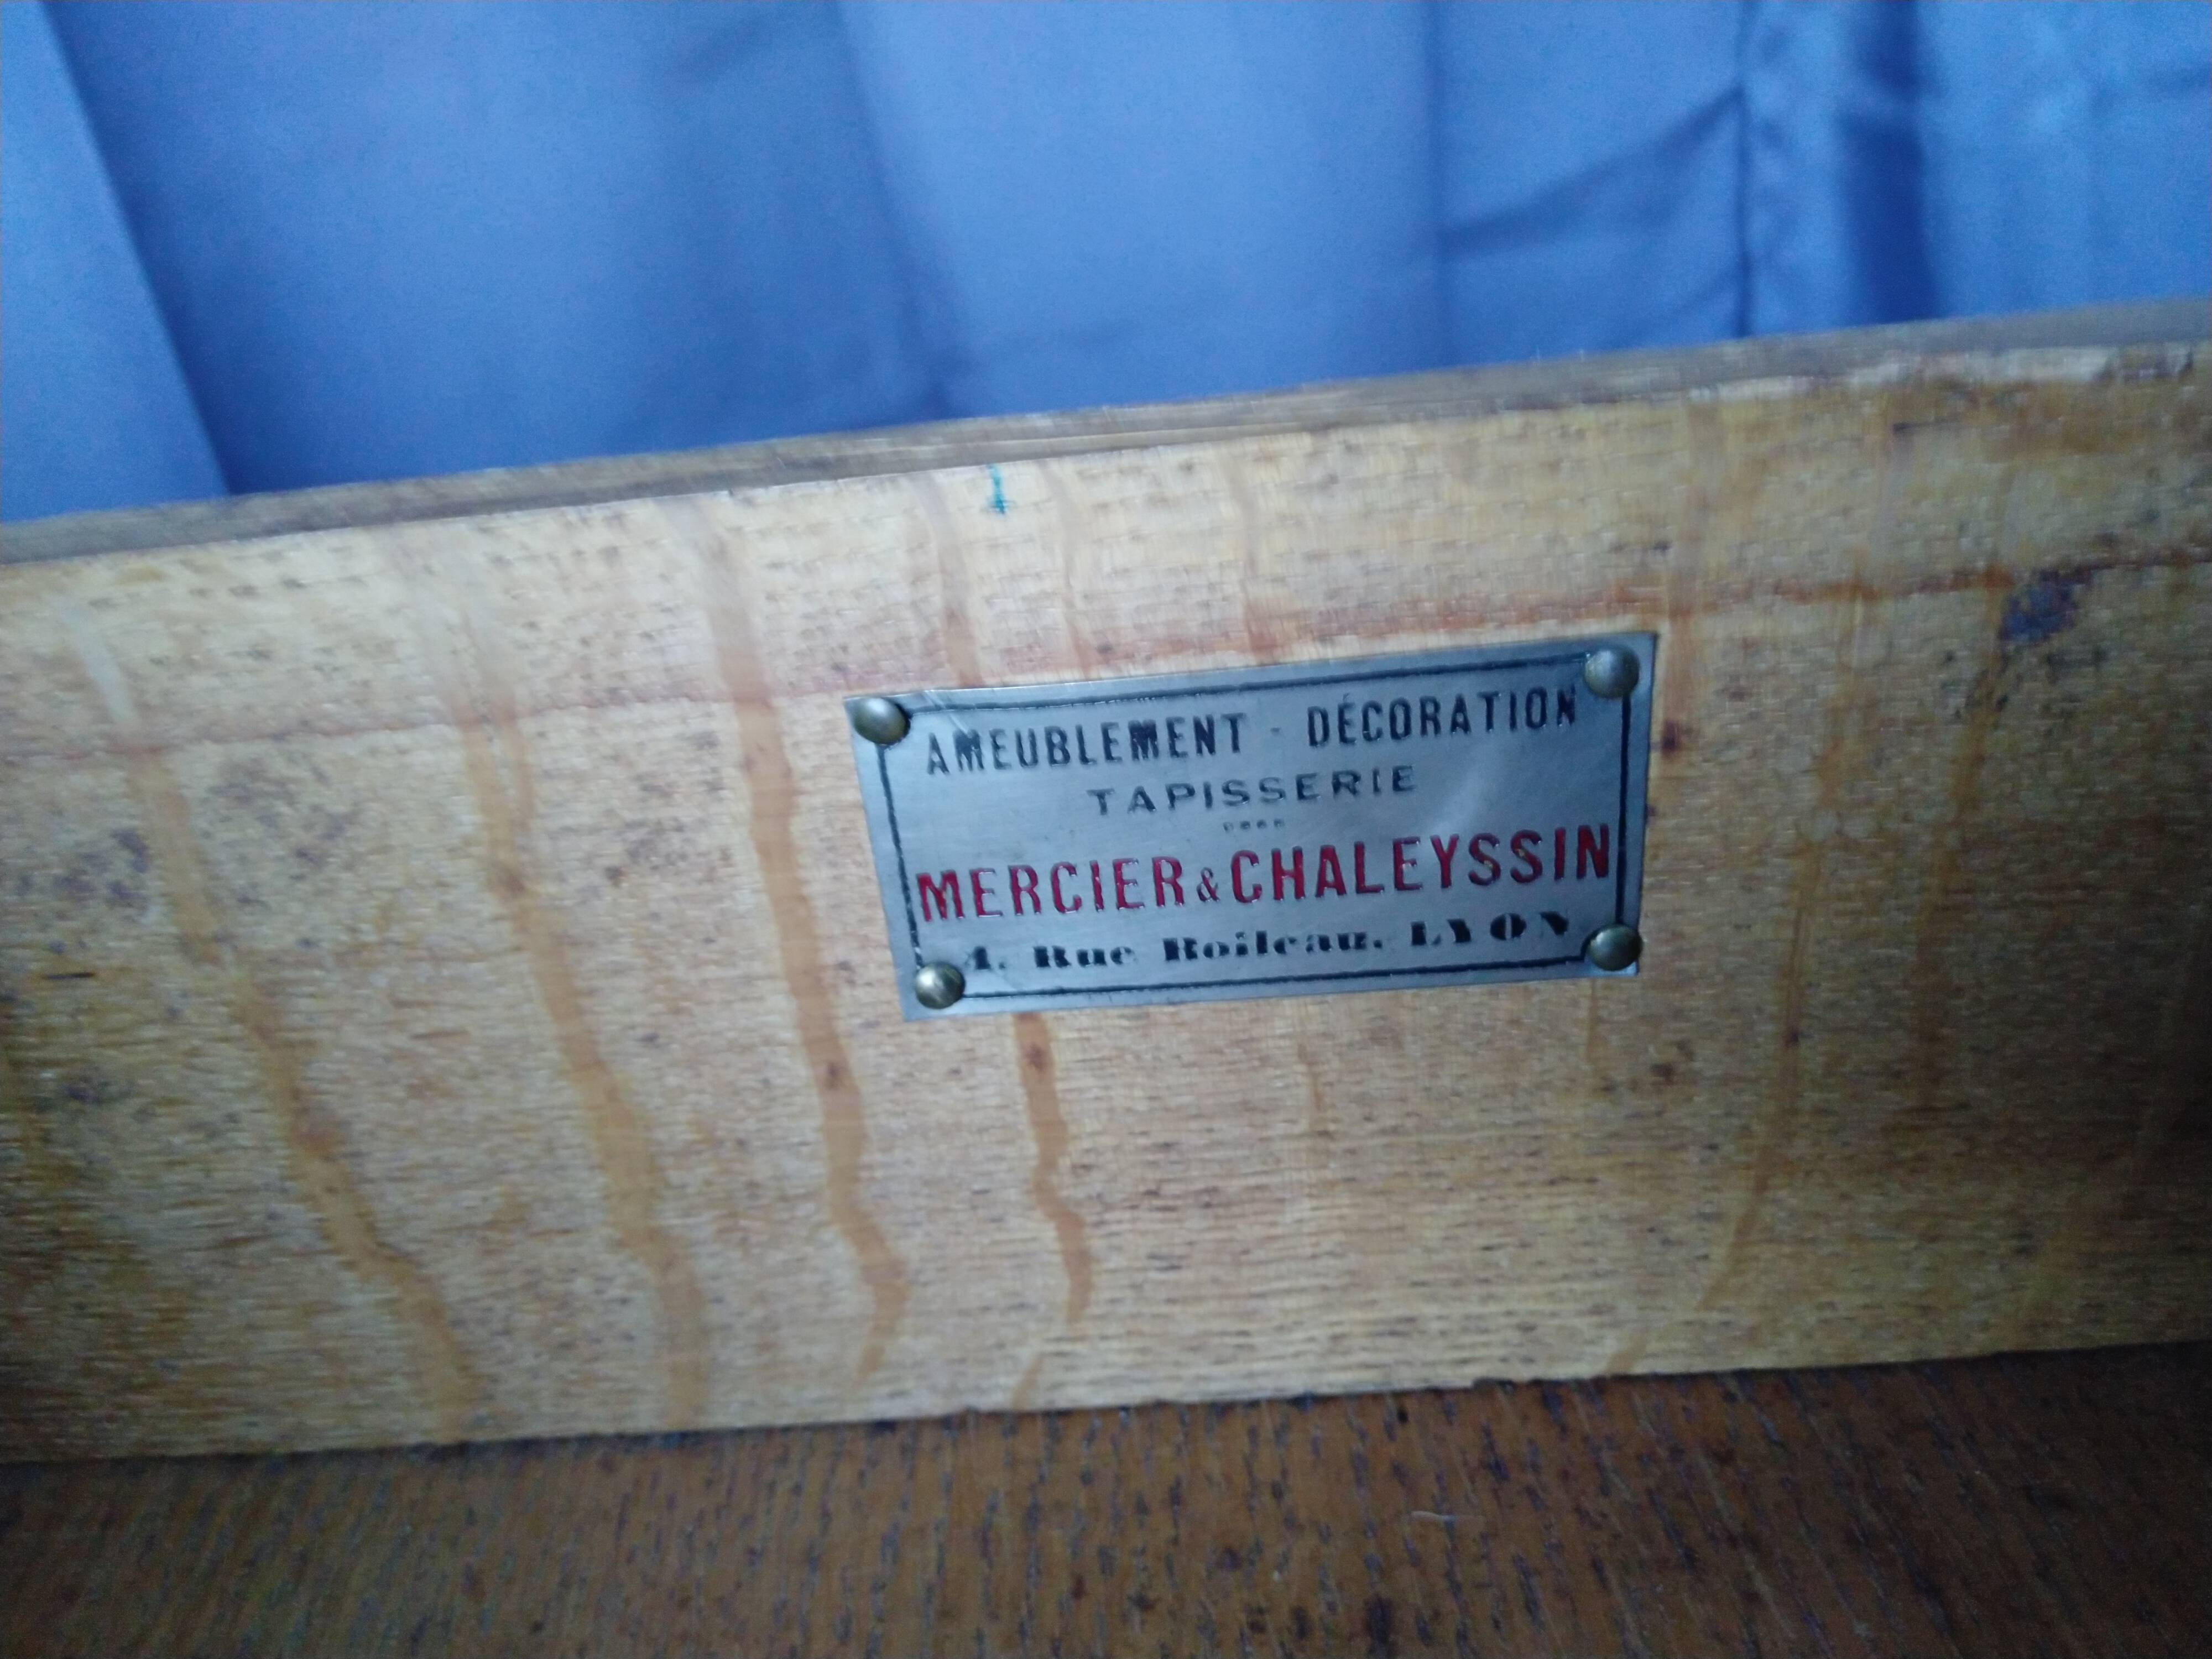 AMEUBLEMENT - DÉCORATION
TAPISSERIE
MERCIER & CHALEYSSIN
4, Rue Boileau, LYON